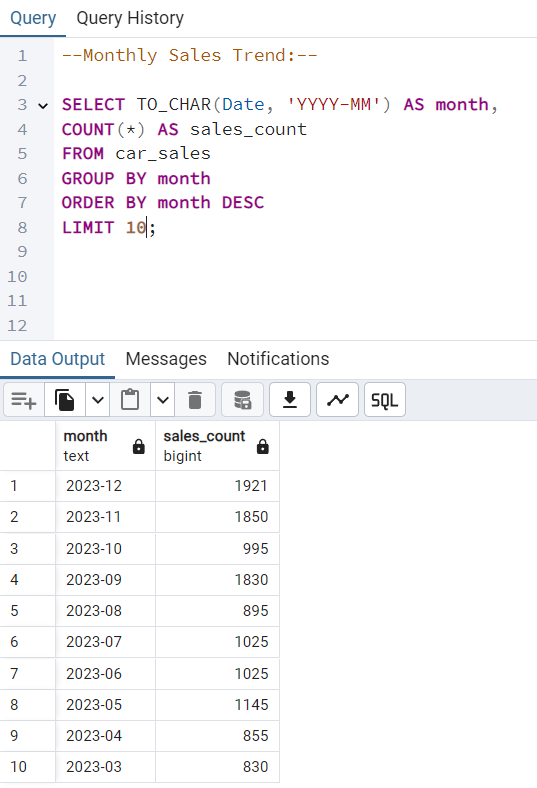 Query Query History
1 --Monthly Sales Trend:--
2
3 SELECT TO_CHAR(Date, 'YYYY-MM') AS month,
4 COUNT(*) AS sales_count
5 FROM car_sales
6 GROUP BY month
7 ORDER BY month DESC
8 LIMIT 10;
9
10
11
12
Data Output Messages Notifications
SQL
month sales_count
text bigint
1 2023-12 1921
2 2023-11 1850
3 2023-10 995
4 2023-09 1830
5 2023-08 895
6 2023-07 1025
7 2023-06 1025
8 2023-05 1145
9 2023-04 855
10 2023-03 830